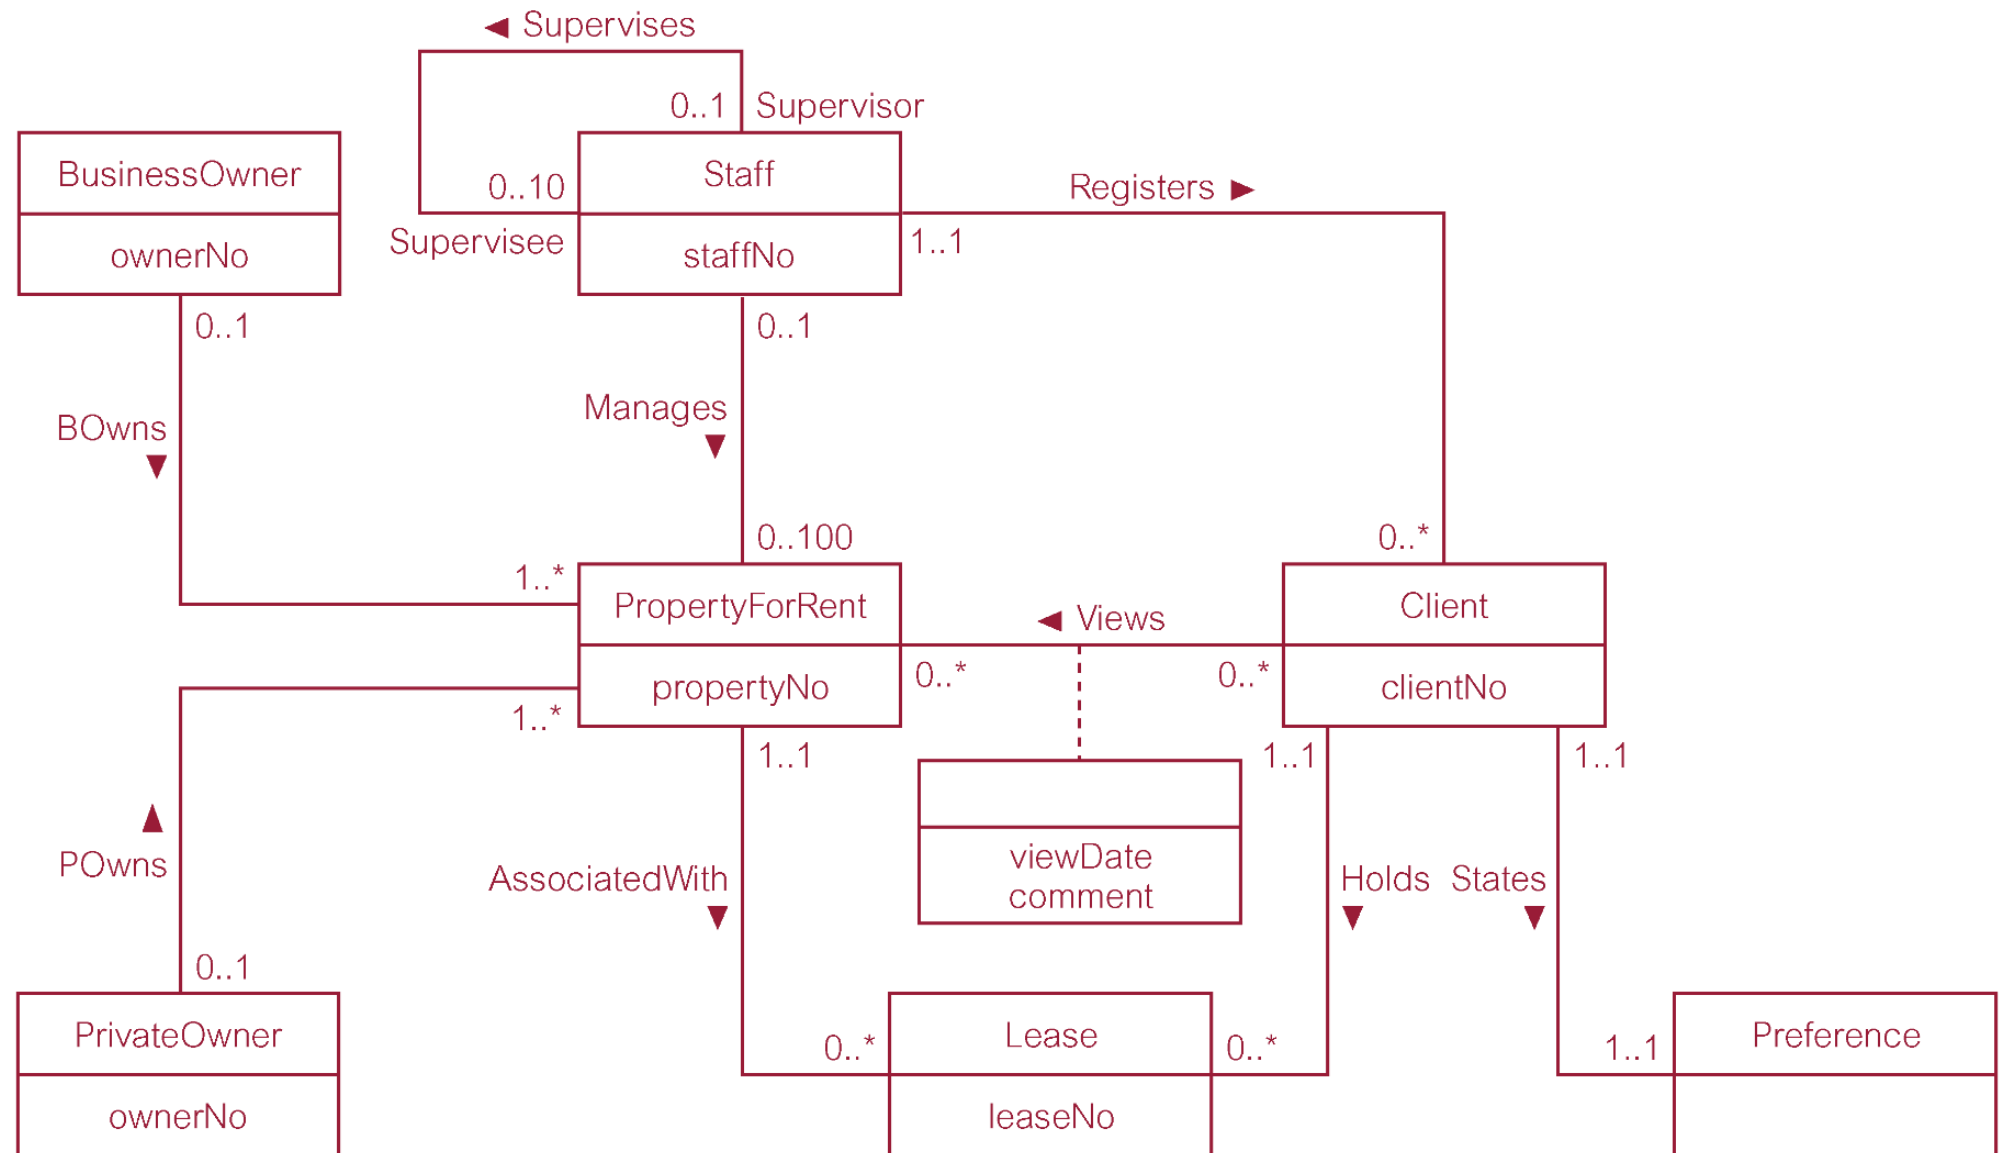 ◄ Supervises
0..1 Supervisor
BusinessOwner
ownerNo
0..10
Supervisee
Staff
staffNo
Registers ►
1..1
0..1
0..1
BOwns
▼
Manages
▼
0..100
0..*
1..*
PropertyForRent
propertyNo
◄ Views
0..*
0..*
Client
clientNo
1..*
1..1
1..1
1..1
viewDate
comment
▲
POwns
AssociatedWith
▼
Holds
▼
States
▼
0..1
PrivateOwner
ownerNo
0..*
Lease
leaseNo
0..*
1..1
Preference